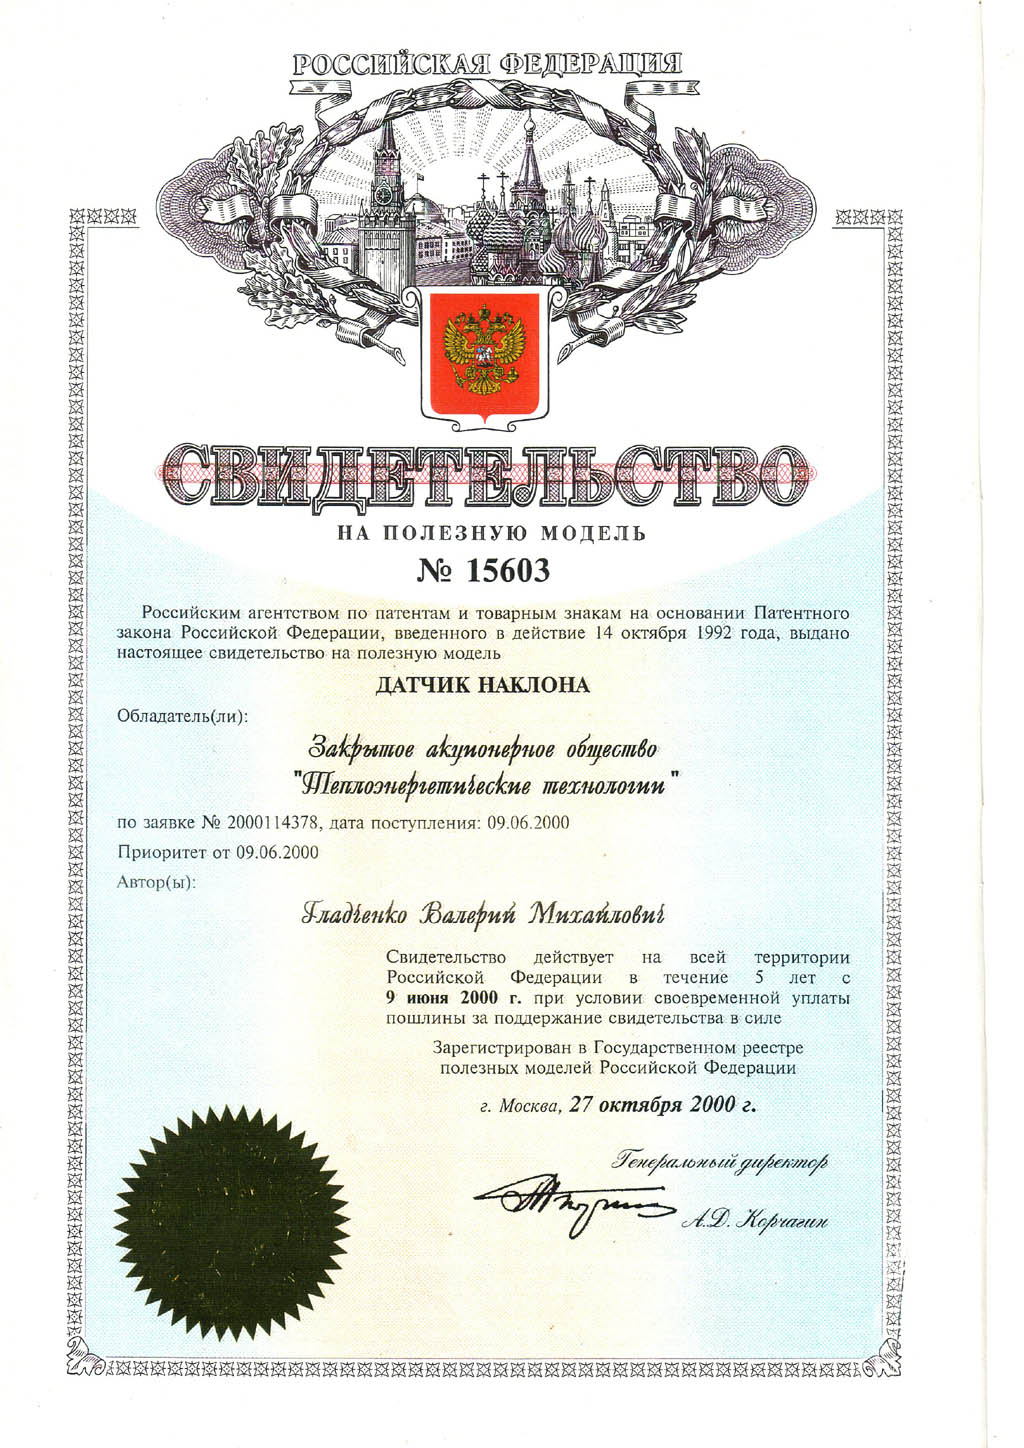 РОССИЙСКАЯ ФЕДЕРАЦИЯ
СВИДЕТЕЛЬСТВО
НА ПОЛЕЗНУЮ МОДЕЛЬ
№ 15603
Российским агентством по патентам и товарным знакам на основании Патентного
закона Российской Федерации, введенного в действие 14 октября 1992 года, выдано
настоящее свидетельство на полезную модель
ДАТЧИК НАКЛОНА
Обладатель(ли):
Закрытое акционерное общество
"Теплоэнергетические технологии"
по заявке № 2000114378, дата поступления: 09.06.2000
Приоритет от 09.06.2000
Автор(ы):
Гладченко Валерий Михайлович
Свидетельство действует на всей территории
Российской Федерации в течение 5 лет с
9 июня 2000 г. при условии своевременной уплаты
пошлины за поддержание свидетельства в силе
Зарегистрирован в Государственном реестре
полезных моделей Российской Федерации
г. Москва, 27 октября 2000 г.
Генеральный директор
А.Д. Корчагин